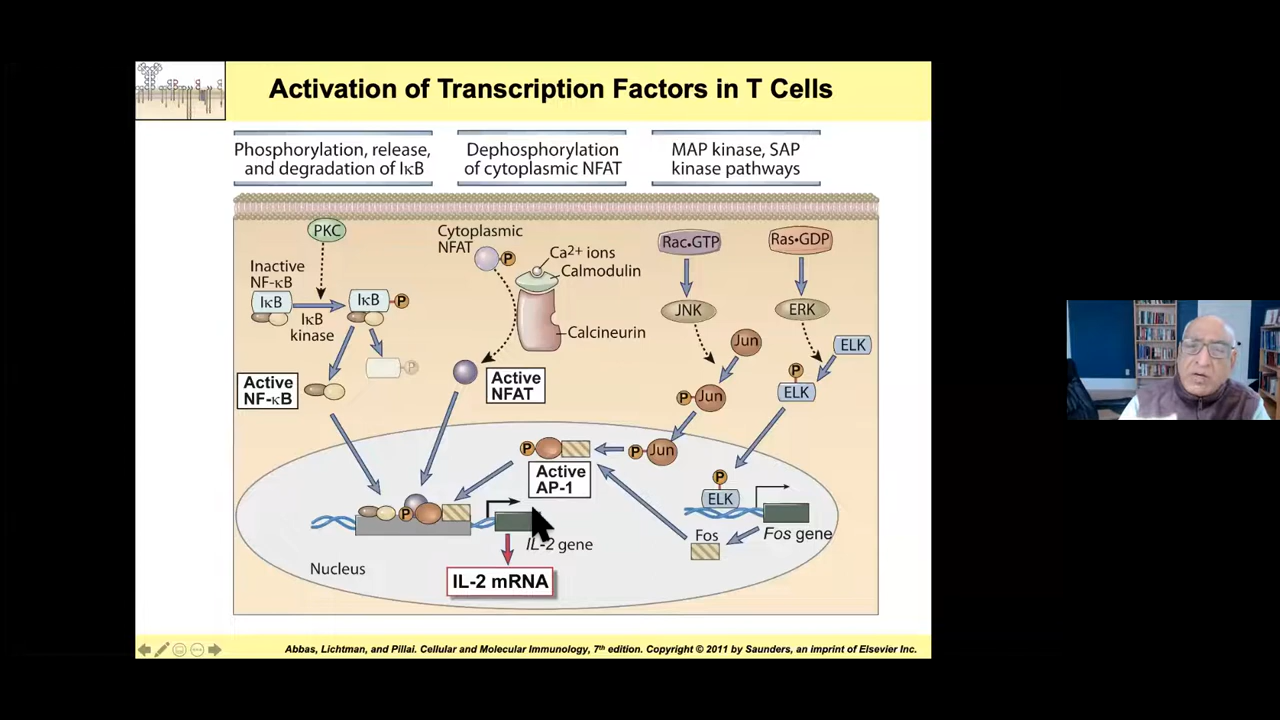 Activation of Transcription Factors in T Cells
Phosphorylation, release,
and degradation of IκB
Dephosphorylation
of cytoplasmic NFAT
MAP kinase, SAP
kinase pathways
PKC
Inactive
NF-κB
IκB
IκB
kinase
IκB
P
P
Active
NF-κB
Cytoplasmic
NFAT
P
Ca2+ ions
Calmodulin
Calcineurin
Active
NFAT
Rac•GTP
JNK
Jun
P
Jun
P
Jun
Ras•GDP
ERK
ELK
P
ELK
P
ELK
Fos gene
Fos
P
Active
AP-1
P
IL-2 gene
IL-2 mRNA
Nucleus
Abbas, Lichtman, and Pillai. Cellular and Molecular Immunology, 7th edition. Copyright © 2011 by Saunders, an imprint of Elsevier Inc.